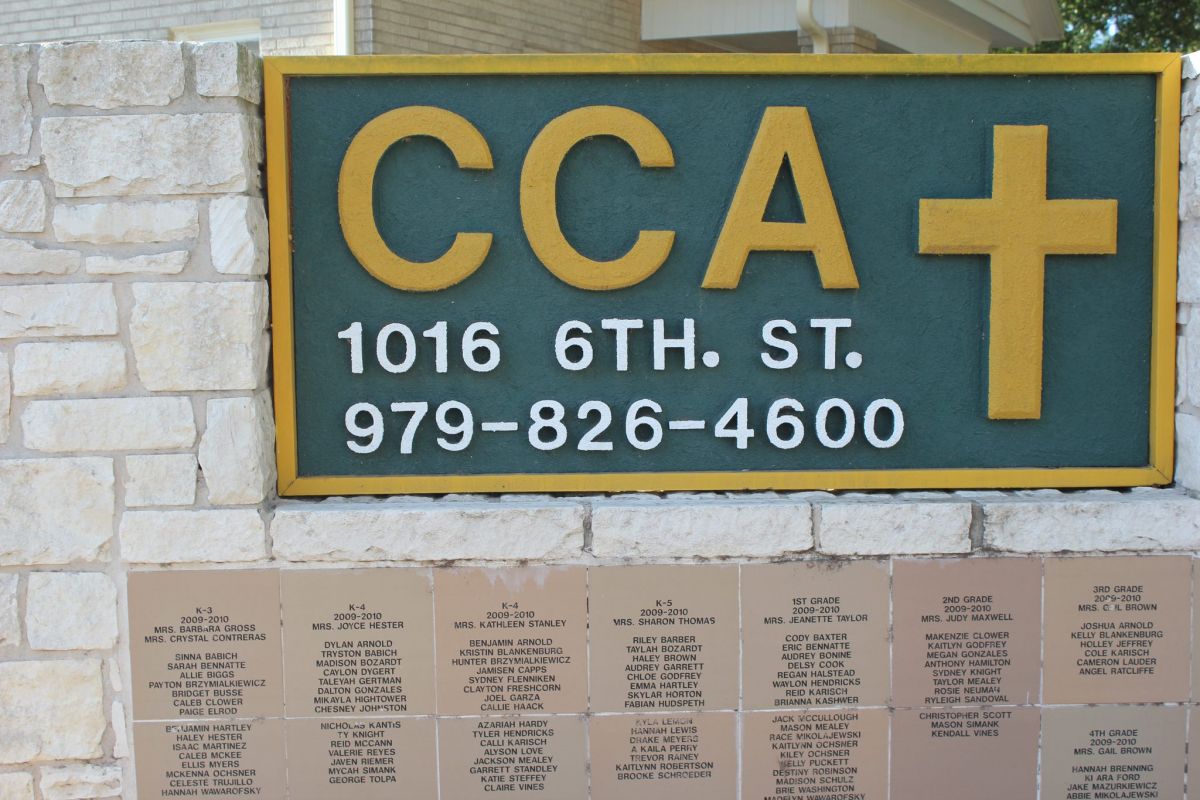 CCA
1016 6TH. ST.
979-826-4600
K-3
2009-2010
MRS. BARBARA GROSS
MRS. CRYSTAL CONTRERAS
SINNA BABICH
SARAH BENNATTE
ALLIE BIGGS
PAYTON BRZYMIALKIEWICZ
BRIDGET BUSSE
CALEB CLOWER
PAIGE ELROD
BENJAMIN HARTLEY
HALEY HESTER
ISAAC MARTINEZ
CALEB MCKEE
ELLIS MYERS
MCKENNA OCHSNER
CELESTE TRUJILLO
HANNAH WAWAROFSKY
K-4
2009-2010
MRS. JOYCE HESTER
DYLAN ARNOLD
TRYSTON BABICH
MADISON BOZARDT
CAYLON DYGERT
TALEYAH GERTMAN
DALTON GONZALES
MIKAYLA HIGHTOWER
CHESNEY JOHNSTON
NICHOLAS KANTIS
TY KNIGHT
REID MCCANN
VALERIE REYES
JAVEN RIEMER
MYCAH SIMANK
GEORGE TOLPA
K-4
2009-2010
MRS. KATHLEEN STANLEY
BENJAMIN ARNOLD
KRISTIN BLANKENBURG
HUNTER BRZYMIALKIEWICZ
JAMISEN CAPPS
SYDNEY FLENNIKEN
CLAYTON FRESHCORN
JOEL GARZA
CALLIE HAACK
AZARIAH HARDY
TYLER HENDRICKS
CALLI KARISCH
ALYSON LOVE
JACKSON MEALEY
GARRETT STANDLEY
KATIE STEFFEY
CLAIRE VINES
K-5
2009-2010
MRS. SHARON THOMAS
RILEY BARBER
TAYLAH BOZARDT
HALEY BROWN
AUDREY GARRETT
CHLOE GODFREY
EMMA HARTLEY
SKYLAR HORTON
FABIAN HUDSPETH
KYLA LEMON
HANNAH LEWIS
DRAKE MEYERS
KAILA PERRY
TREVOR RAINEY
KAITLYNN ROBERTSON
BROOKE SCHROEDER
1ST GRADE
2009-2010
MRS. JEANETTE TAYLOR
CODY BAXTER
ERIC BENNATTE
AUDREY BONINE
DELSY COOK
REGAN HALSTEAD
WAYLON HENDRICKS
REID KARISCH
BRIANNA KASHWER
JACK MCCULLOUGH
MASON MEALEY
RACE MIKOLAJEWSKI
KAITLYNN OCHSNER
KILEY OCHSNER
KELLY PUCKETT
DESTINY ROBINSON
MADISON SCHULZ
BRIE WASHINGTON
MADELYN WAWAROFSKY
2ND GRADE
2009-2010
MRS. JUDY MAXWELL
MAKENZIE CLOWER
KAITLYN GODFREY
MEGAN GONZALES
ANTHONY HAMILTON
SYDNEY KNIGHT
TAYLOR MEALEY
ROSIE NEUMAN
RYLEIGH SANDOVAL
CHRISTOPHER SCOTT
MASON SIMANK
KENDALL VINES
3RD GRADE
2009-2010
MRS. GAIL BROWN
JOSHUA ARNOLD
KELLY BLANKENBURG
HOLLEY JEFFREY
COLE KARISCH
CAMERON LAUDER
ANGEL RATCLIFFE
4TH GRADE
2009-2010
MRS. GAIL BROWN
HANNAH BRENNING
FORD
JAKE MAZURKIEWICZ
ABBIE MIKOLAJEWSKI